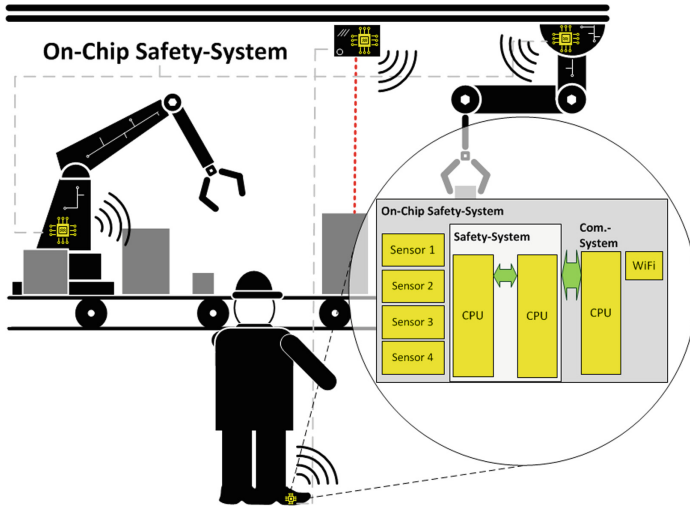 On-Chip Safety-System
On-Chip Safety-System
Sensor 1
Sensor 2
Sensor 3
Sensor 4
Safety-System
CPU
CPU
Com.-
System
CPU
WiFi